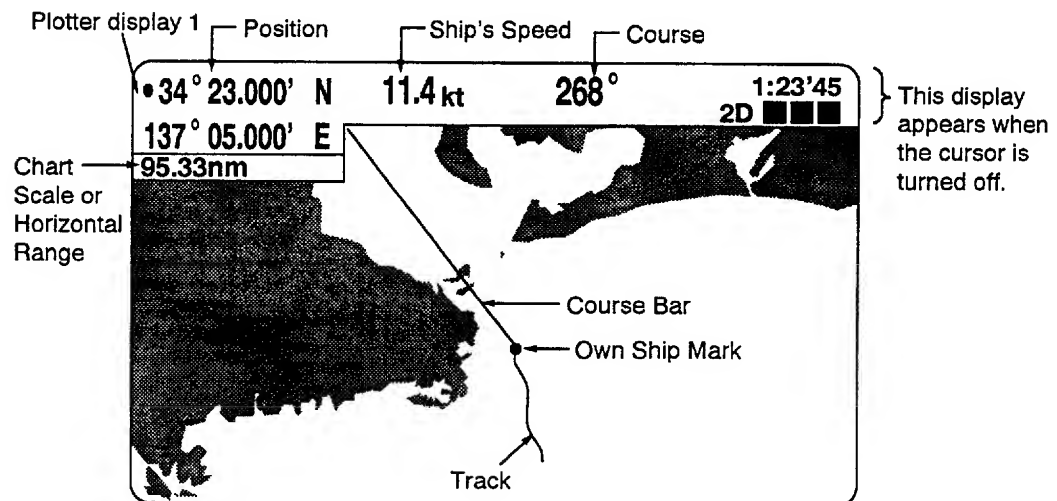 Plotter display 1
Position
Ship's Speed
Course
•34° 23.000' N
11.4 kt
268°
1:23'45
2D
137° 05.000' E
95.33nm
This display
appears when
the cursor is
turned off.
Chart
Scale or
Horizontal
Range
Course Bar
Own Ship Mark
Track